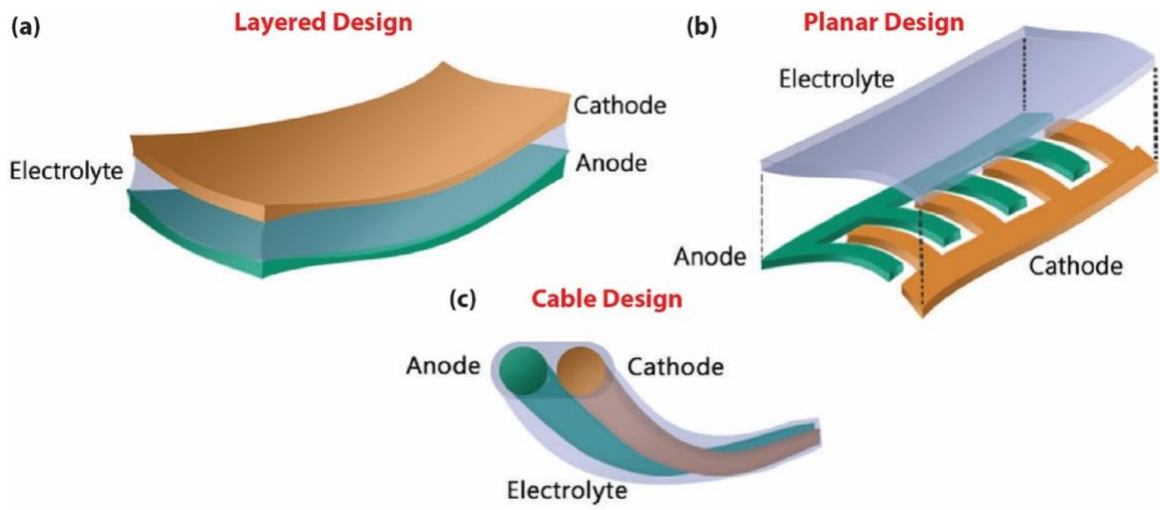 (a)
Layered Design
Cathode
Electrolyte
Anode
(b)
Planar Design
Electrolyte
Anode
Cathode
(c)
Cable Design
Anode
Cathode
Electrolyte